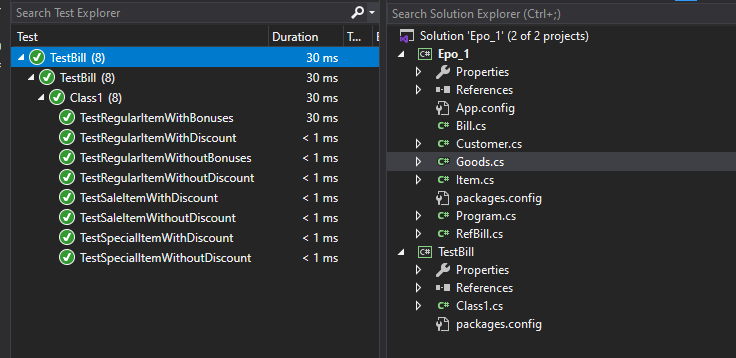 Search Test Explorer
Test Duration T... E
TestBill (8) 30 ms
TestBill (8) 30 ms
Class1 (8) 30 ms
TestRegularItemWithBonuses 30 ms
TestRegularItemWithDiscount < 1 ms
TestRegularItemWithoutBonuses < 1 ms
TestRegularItemWithoutDiscount < 1 ms
TestSaleItemWithDiscount < 1 ms
TestSaleItemWithoutDiscount < 1 ms
TestSpecialItemWithDiscount < 1 ms
TestSpecialItemWithoutDiscount < 1 ms
Search Solution Explorer (Ctrl+;)
Solution 'Epo_1' (2 of 2 projects)
C# Epo_1
Properties
References
App.config
C# Bill.cs
C# Customer.cs
C# Goods.cs
C# Item.cs
packages.config
C# Program.cs
C# RefBill.cs
C# TestBill
Properties
References
C# Class1.cs
packages.config